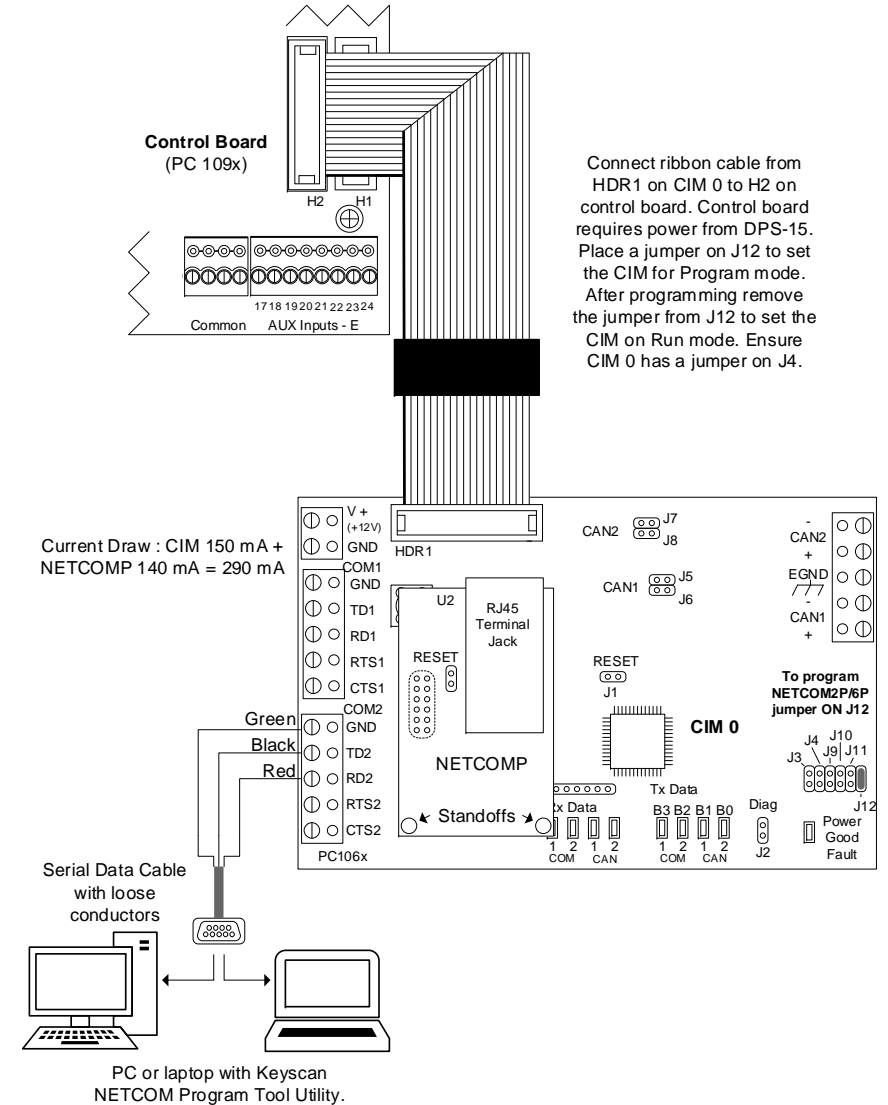 Control Board
(PC 109x)
H2 H1
17 18 19 20 21 22 23 24
Common AUX Inputs - E
Connect ribbon cable from
HDR1 on CIM 0 to H2 on
control board. Control board
requires power from DPS-15.
Place a jumper on J12 to set
the CIM for Program mode.
After programming remove
the jumper from J12 to set the
CIM on Run mode. Ensure
CIM 0 has a jumper on J4.
Current Draw : CIM 150 mA +
NETCOMP 140 mA = 290 mA
V +
(+12V)
GND
COM1
GND
TD1
RD1
RTS1
CTS1
COM2
GND
TD2
RD2
RTS2
CTS2
PC106x
HDR1
U2
RJ45
Terminal
Jack
RESET
NETCOMP
Standoffs
CAN2
J7
J8
CAN1
J5
J6
RESET
J1
CIM 0
-
CAN2
+
EGND
-
CAN1
+
To program
NETCOM2P/6P
jumper ON J12
J3 J4 J9 J10 J11
J12
Rx Data
1 2 1 2
COM CAN
Tx Data
B3 B2 B1 B0
1 2 1 2
COM CAN
Diag
J2
Power
Good
Fault
Green
Black
Red
Serial Data Cable
with loose
conductors
PC or laptop with Keyscan
NETCOM Program Tool Utility.